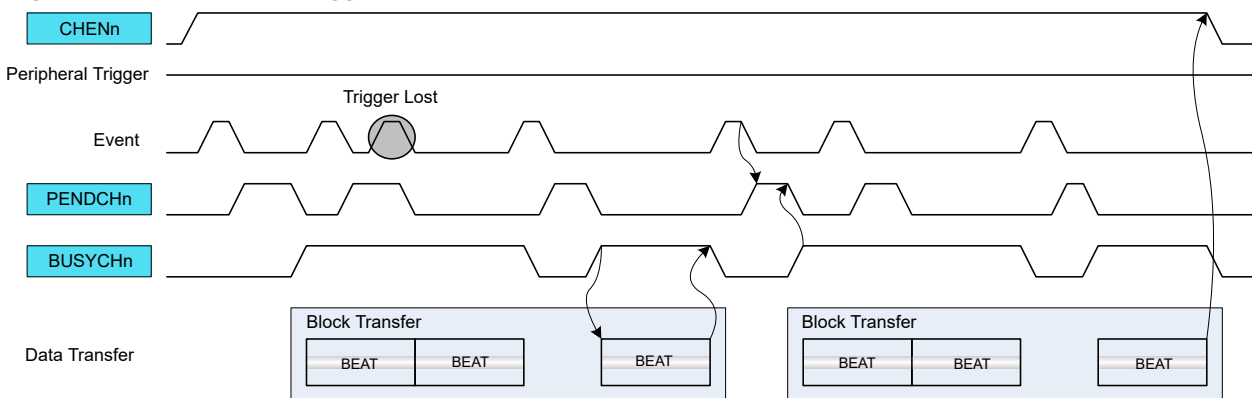 CHENn
Peripheral Trigger
Trigger Lost
Event
PENDCHn
BUSYCHn
Block Transfer
Block Transfer
Data Transfer
BEAT
BEAT
BEAT
BEAT
BEAT
BEAT